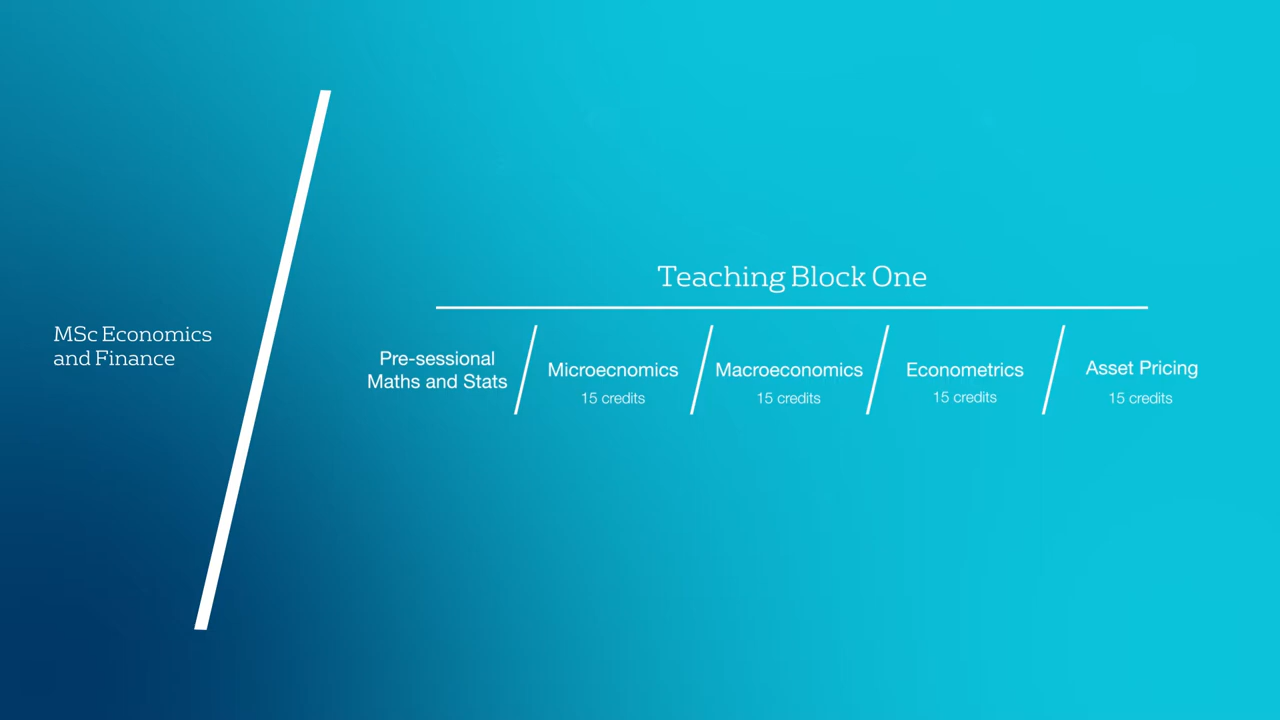 MSc Economics
and Finance
Teaching Block One
Pre-sessional
Maths and Stats
Microecnomics
15 credits
Macroeconomics
15 credits
Econometrics
15 credits
Asset Pricing
15 credits